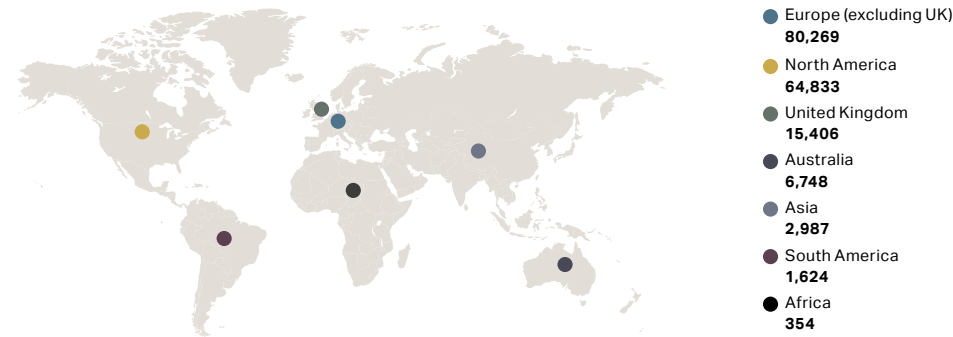 Europe (excluding UK)
80,269
North America
64,833
United Kingdom
15,406
Australia
6,748
Asia
2,987
South America
1,624
Africa
354